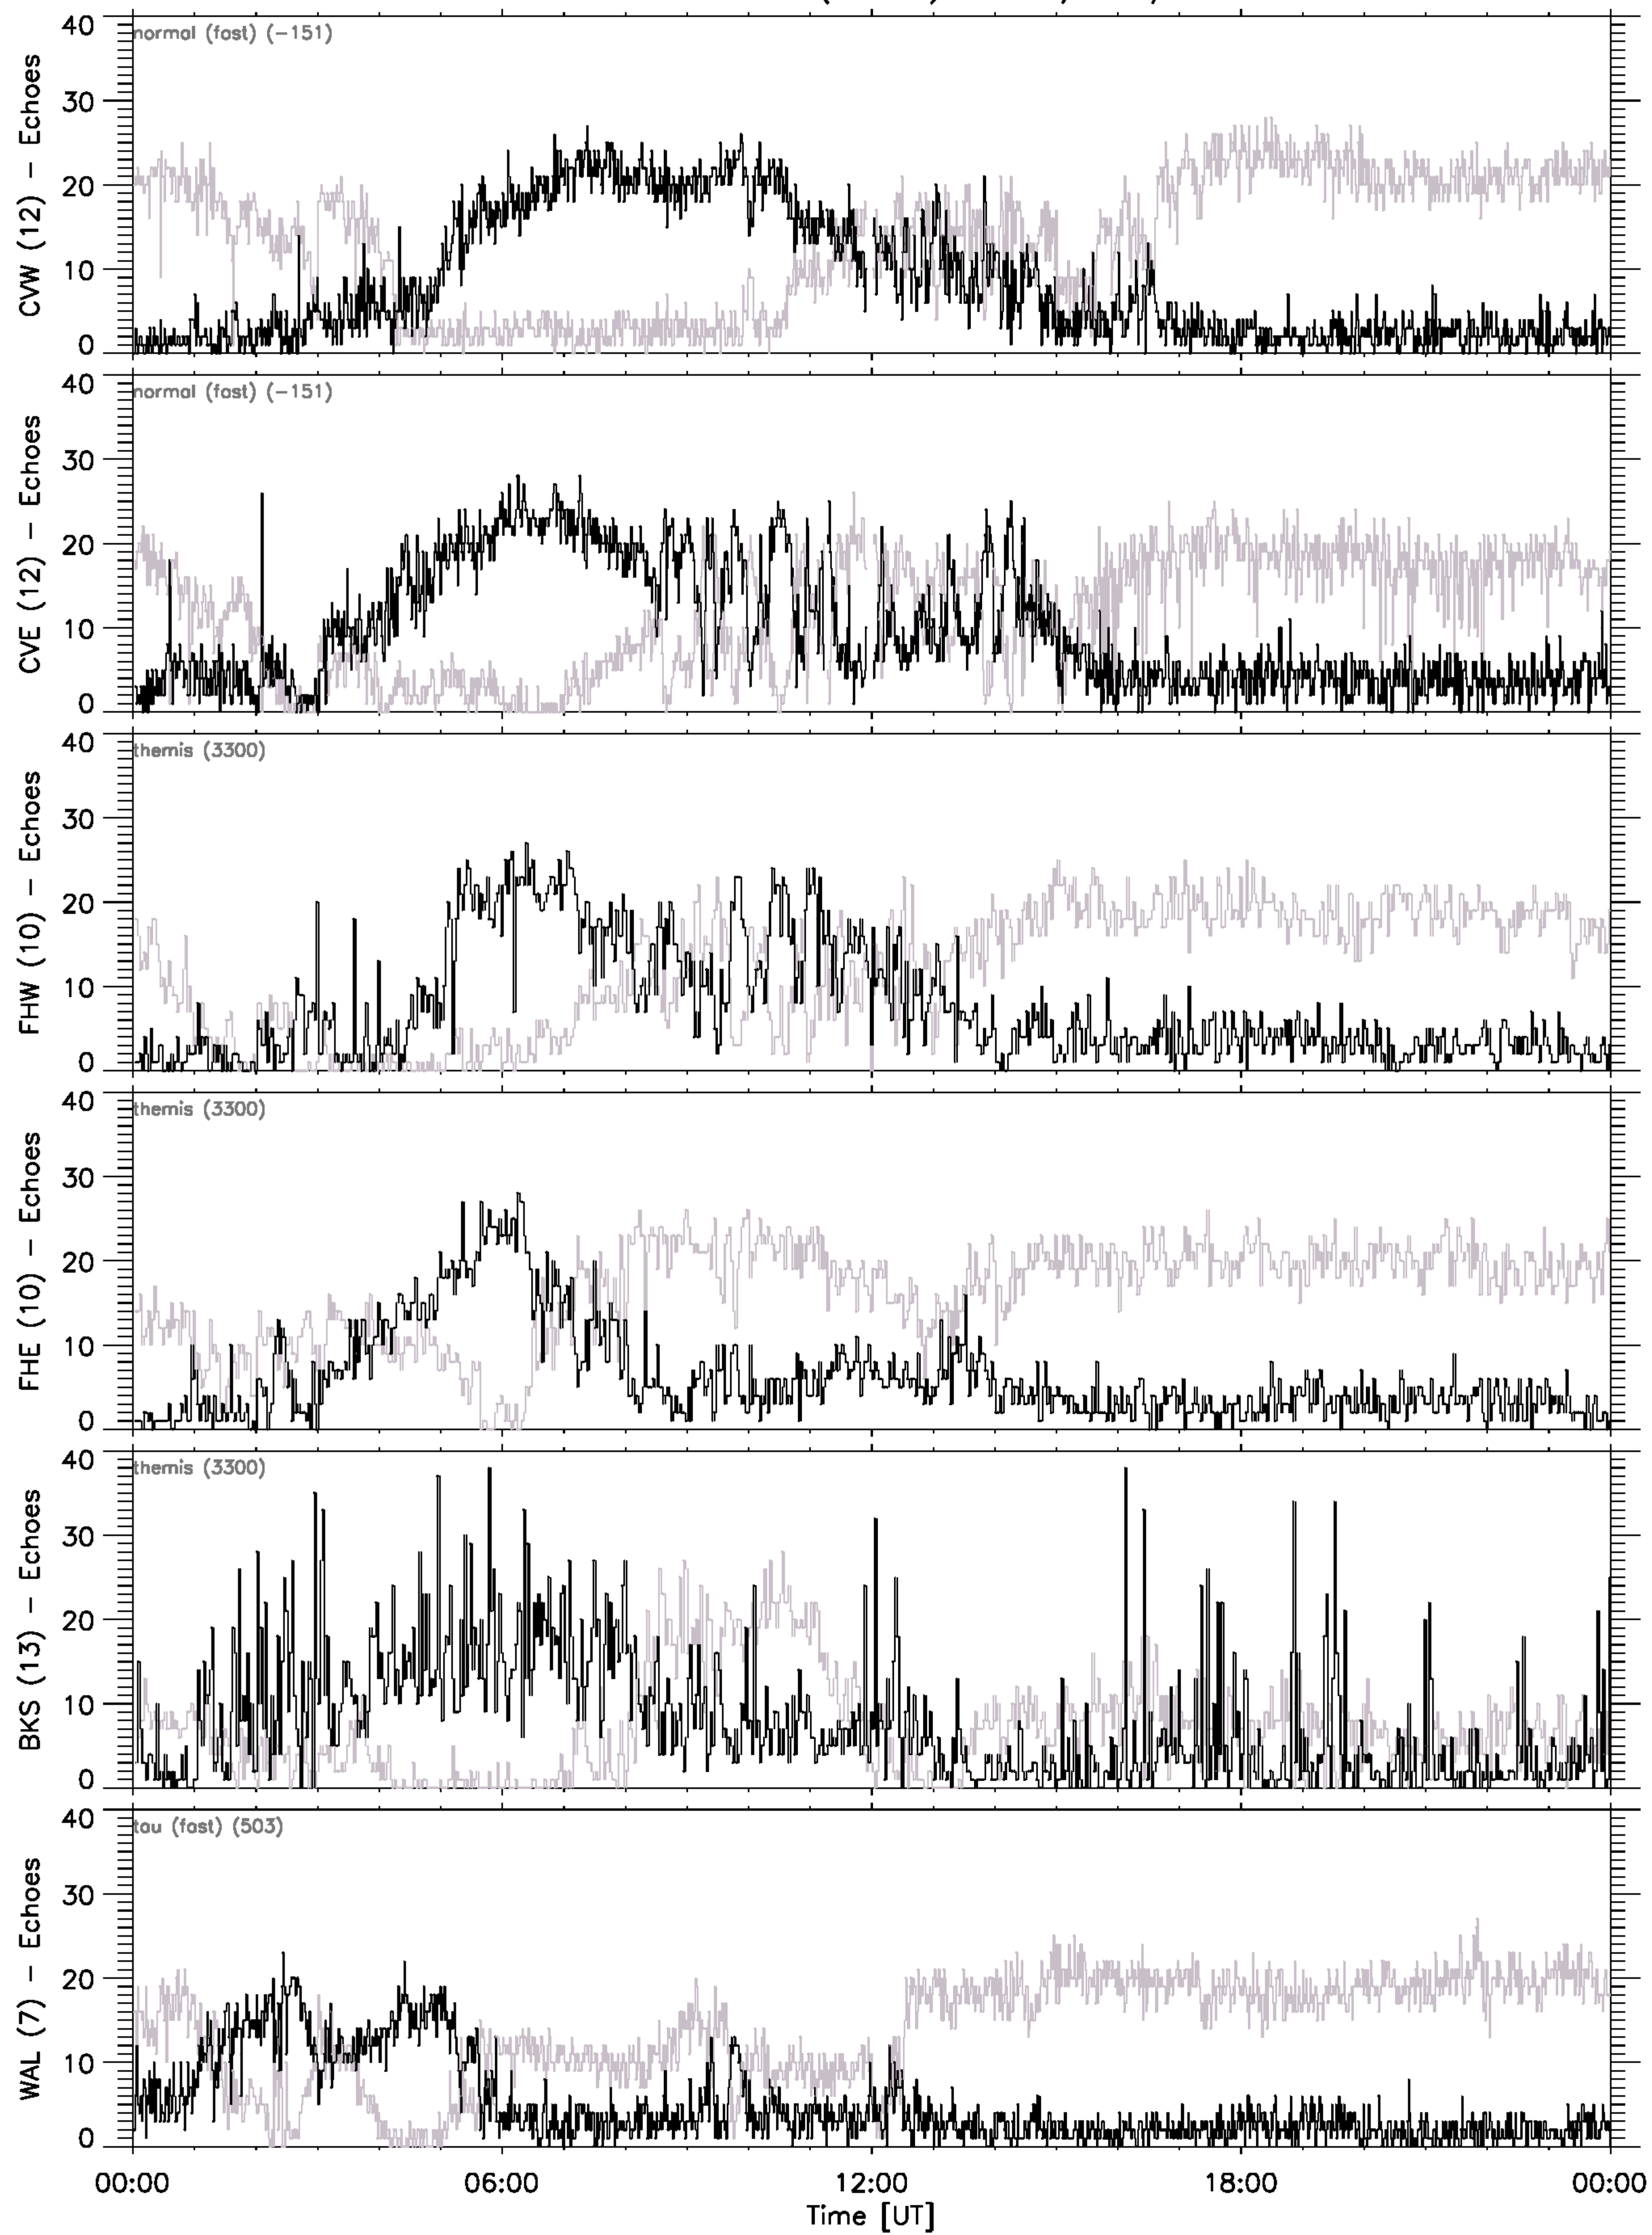 40
normal (fast) (-151)
30
20
10
0
CVW (12) - Echoes
40
normal (fast) (-151)
30
20
10
0
CVE (12) - Echoes
40
themis (3300)
30
20
10
0
FHW (10) - Echoes
40
themis (3300)
30
20
10
0
FHE (10) - Echoes
40
themis (3300)
30
20
10
0
BKS (13) - Echoes
40
tau (fast) (503)
30
20
10
0
WAL (7) - Echoes
00:00 06:00 12:00 18:00 00:00
Time [UT]